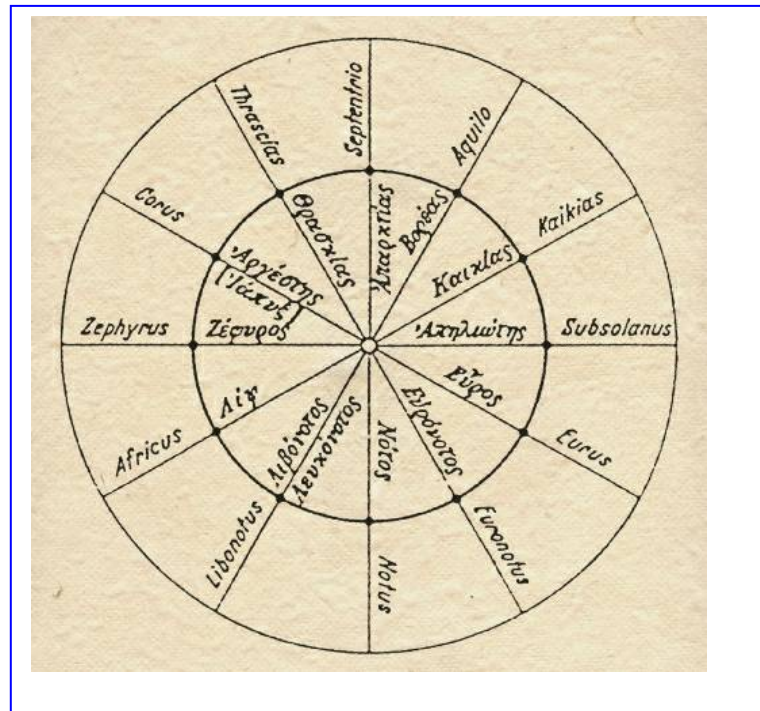 Septentrio
Aquilo
Kaikias
Subsolanus
Eurus
Euronotus
Notus
Libonotus
Africus
Zephyrus
Corus
Thrascias
Ἀπαρκτίας
Βορέας
Καικίας
Ἀπηλιώτης
Εὖρος
Εὐρόνοτος
Νότος
Λευκόνοτος
Λιβόνοτος
Λίψ
Ζέφυρος
Ἀργέστης
Θρασκίας